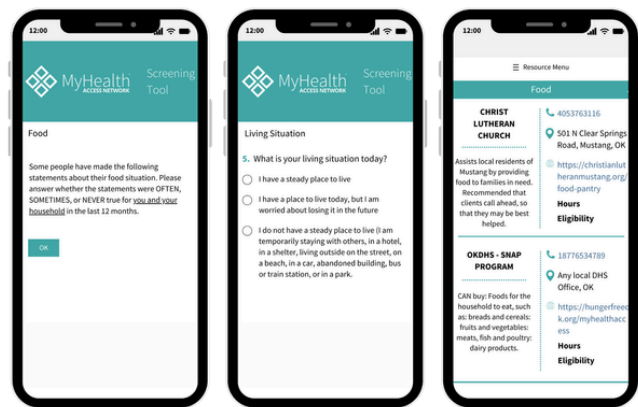 12:00
MyHealth
ACCESS NETWORK
Screening
Tool
Food
Some people have made the following
statements about their food situation. Please
answer whether the statements were OFTEN,
SOMETIMES, or NEVER true for you and your
household in the last 12 months.
OK
12:00
MyHealth
ACCESS NETWORK
Screening
Tool
Living Situation
5. What is your living situation today?
I have a steady place to live
I have a place to live today, but I am
worried about losing it in the future
I do not have a steady place to live (I am
temporarily staying with others, in a hotel,
in a shelter, living outside on the street, on
a beach, in a car, abandoned building, bus
or train station, or in a park.
12:00
Resource Menu
Food
CHRIST
LUTHERAN
CHURCH
Assists local residents of
Mustang by providing
food to families in need.
Recommended that
clients call ahead, so
that they may be best
helped.
4053763116
501 N Clear Springs
Road, Mustang, OK
https://christianlut
heranmustang.org/
food-pantry
Hours
Eligibility
OKDHS - SNAP
PROGRAM
CAN buy: Foods for the
household to eat, such
as: breads and cereals:
fruits and vegetables:
meats, fish and poultry:
dairy products.
18776534789
Any local DHS
Office, OK
https://hungerfreeo
k.org/myhealthacc
ess
Hours
Eligibility